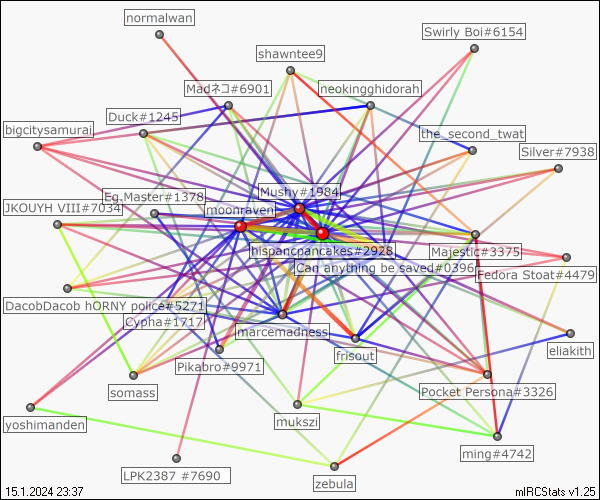 normalwan
Swirly Boi#6154
shawntee9
Madネコ#6901
neokingghidorah
Duck#1245
bigcitysamurai
the_second_twat
Silver#7938
Eg.Master#1378
Mushy#1984
JKOUYH VIII#7034
moonraven
hispancpancakes#2928
Majestic#3375
Can anything be saved#0396
Fedora Stoat#4479
DacobDacob hORNY police#5271
Cypha#1717
marcemadness
eliakith
frisout
Pikabro#9971
somass
Pocket Persona#3326
yoshimanden
mukszi
ming#4742
LPK2387 #7690
zebula
15.1.2024 23:37
mIRCStats v1.25